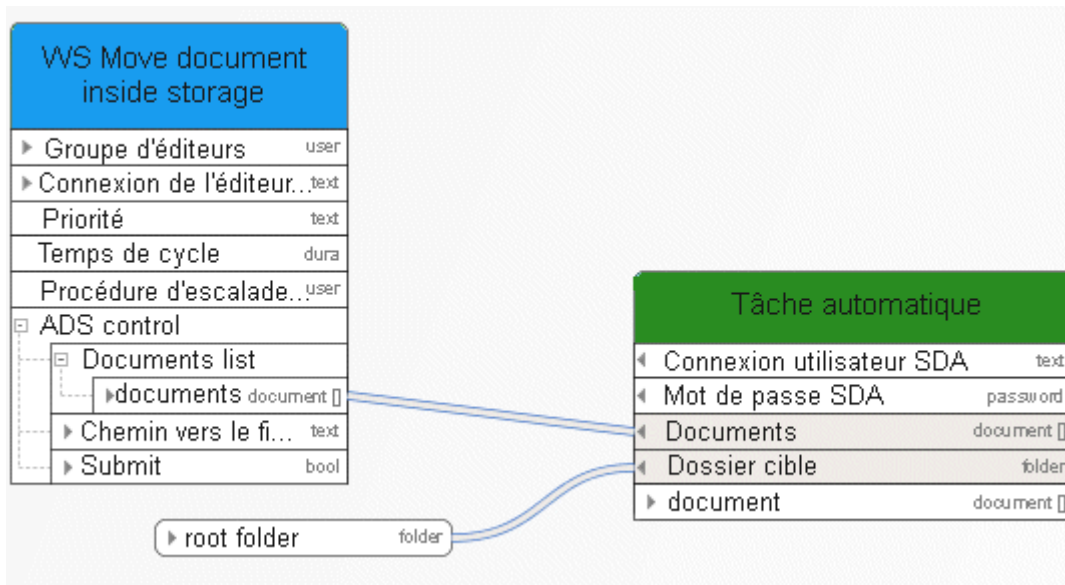 WS Move document
inside storage
Groupe d'éditeurs user
Connexion de l'éditeur... text
Priorité text
Temps de cycle dura
Procédure d'escalade... user
ADS control
Documents list
documents document []
Chemin vers le fi... text
Submit bool
root folder folder
Tâche automatique
Connexion utilisateur SDA text
Mot de passe SDA password
Documents document []
Dossier cible folder
document document []